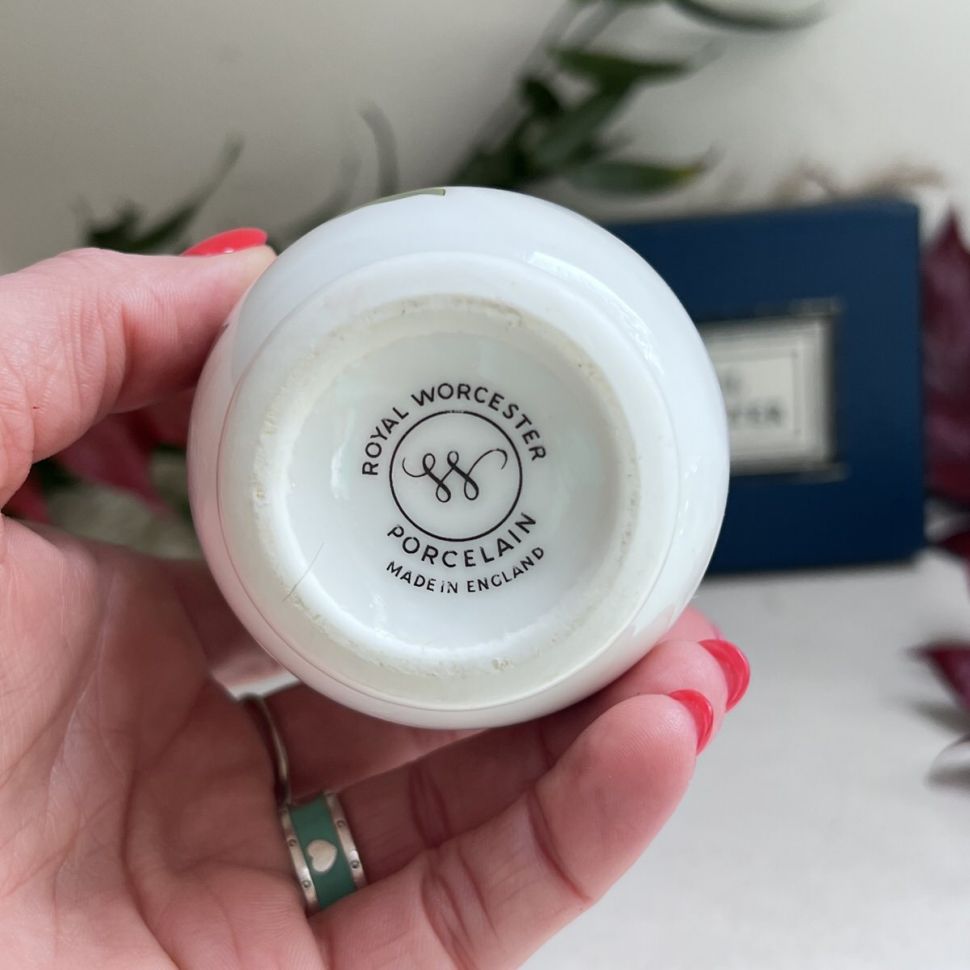 ROYAL WORCESTER
W
PORCELAIN
MADE IN ENGLAND